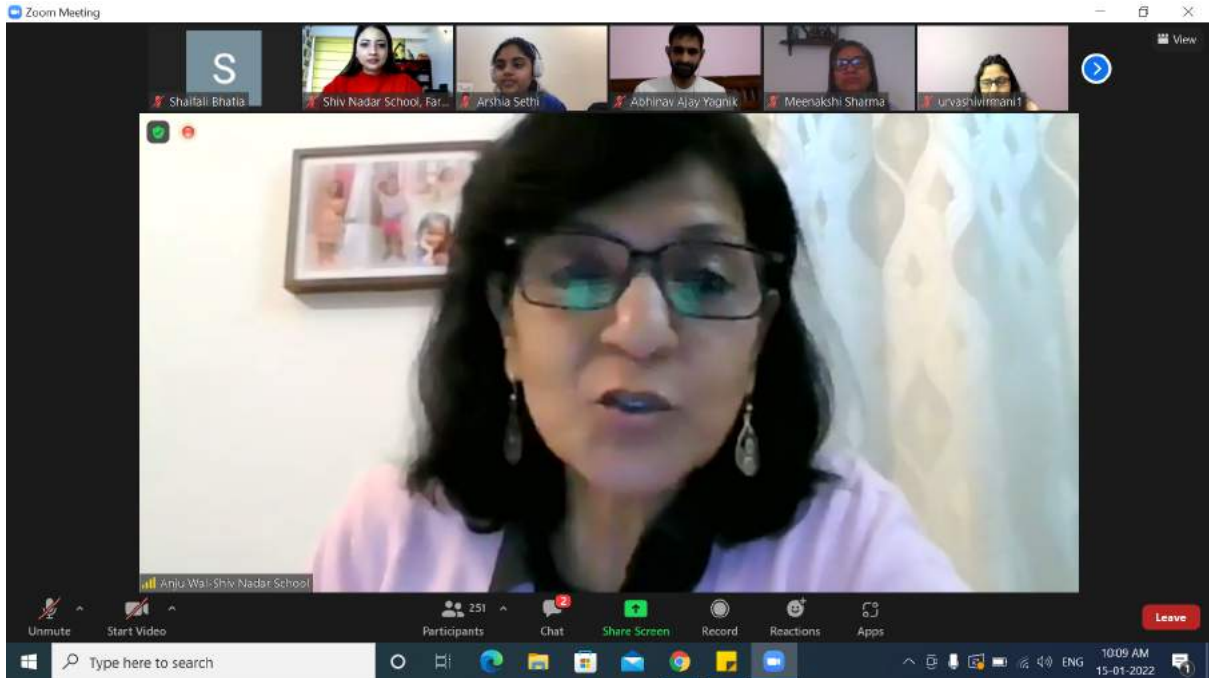 Zoom Meeting
View
S
Shaifali Bhatia
Shiv Nadar School, Far...
Arshia Sethi
Abhinav Ajay Yagnik
Meenakshi Sharma
urvashivirmani1
Anju Wal-Shiv Nadar School
251
2
Unmute
Start Video
Participants
Chat
Share Screen
Record
Reactions
Apps
Leave
Type here to search
ENG
10:09 AM
15-01-2022
1